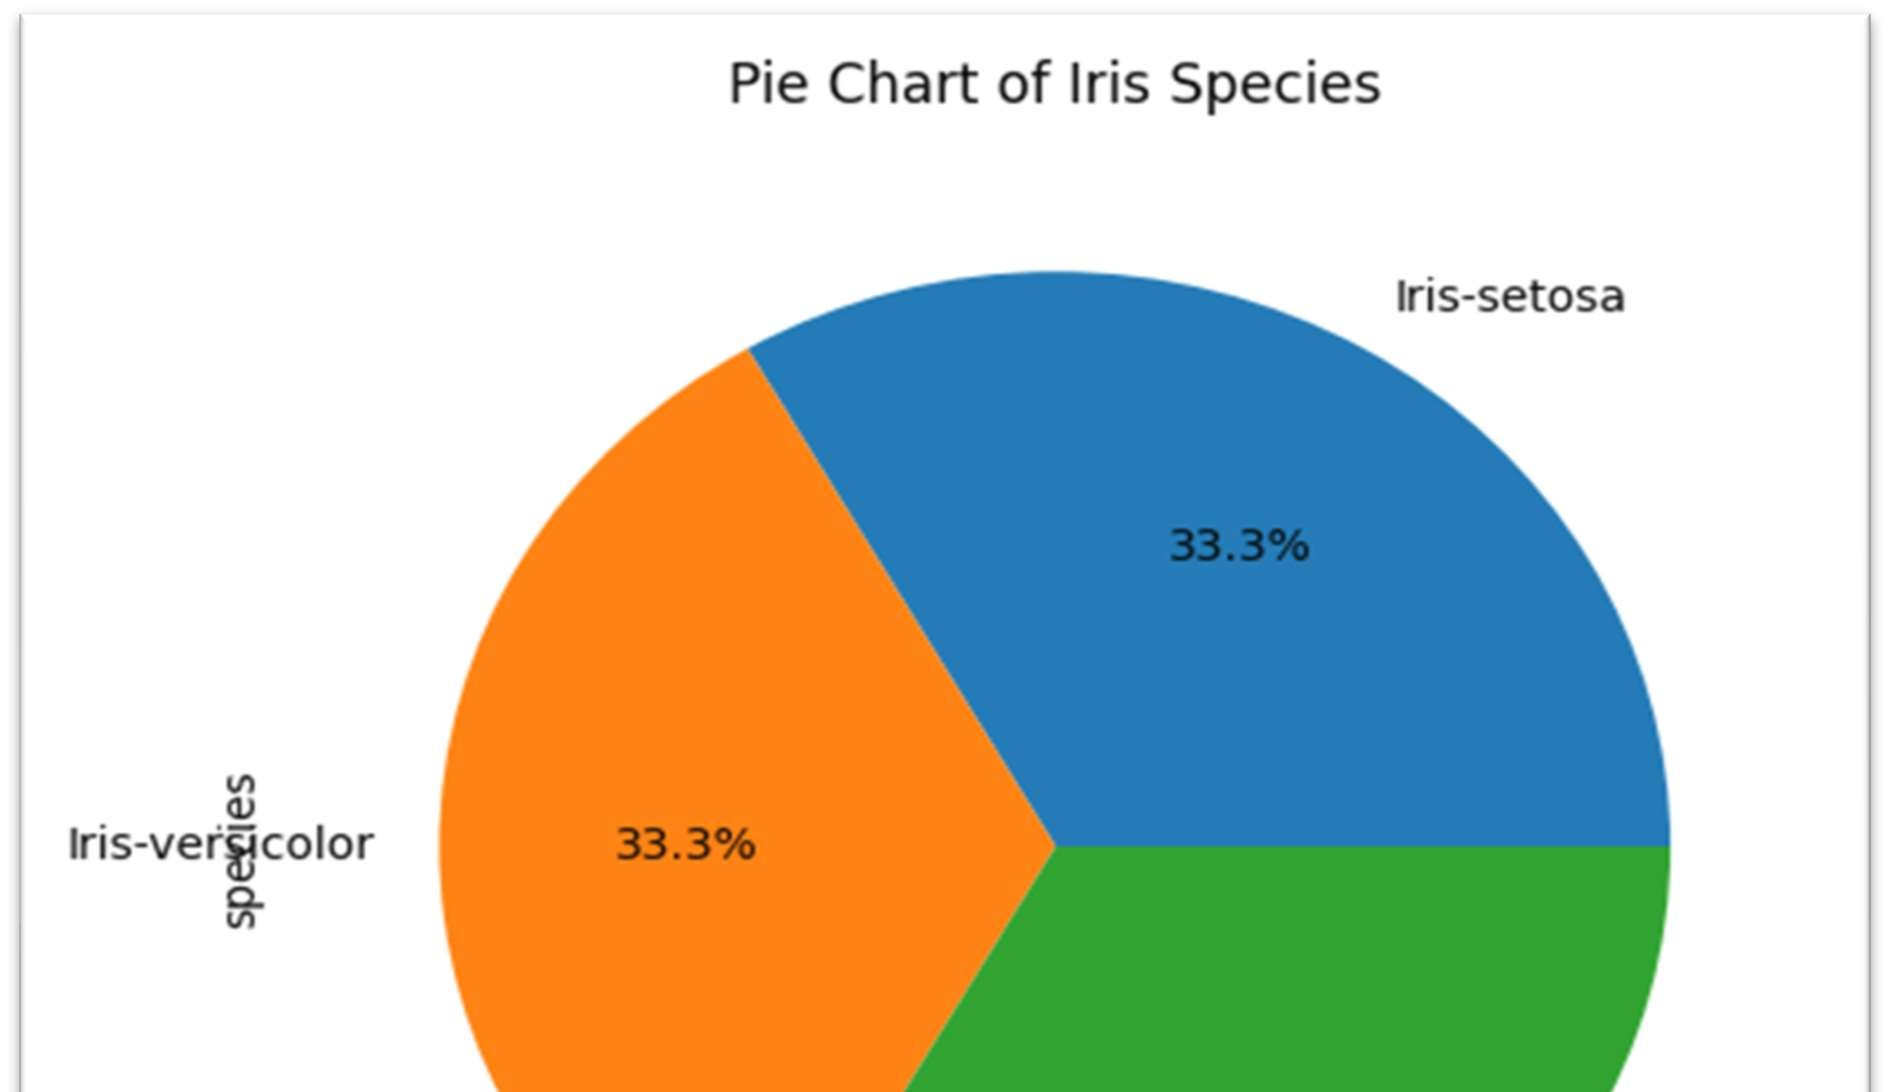 Pie Chart of Iris Species
Iris-setosa
33.3%
Iris-versicolor
33.3%
species